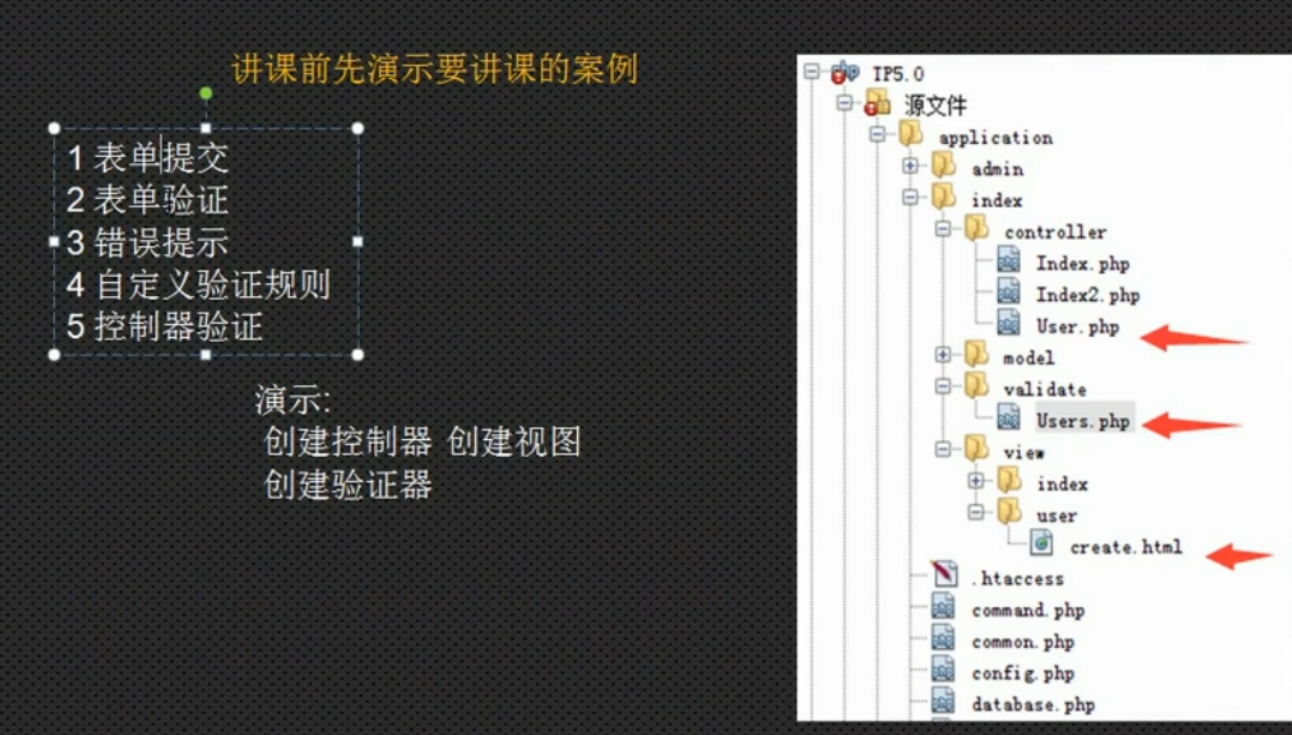 讲课前先演示要讲课的案例
1 表单提交
2 表单验证
3 错误提示
4 自定义验证规则
5 控制器验证
演示:
创建控制器 创建视图
创建验证器
php TP5.0
源文件
application
admin
index
controller
Index.php
Index2.php
User.php
model
validate
Users.php
view
index
user
create.html
.htaccess
command.php
common.php
config.php
database.php